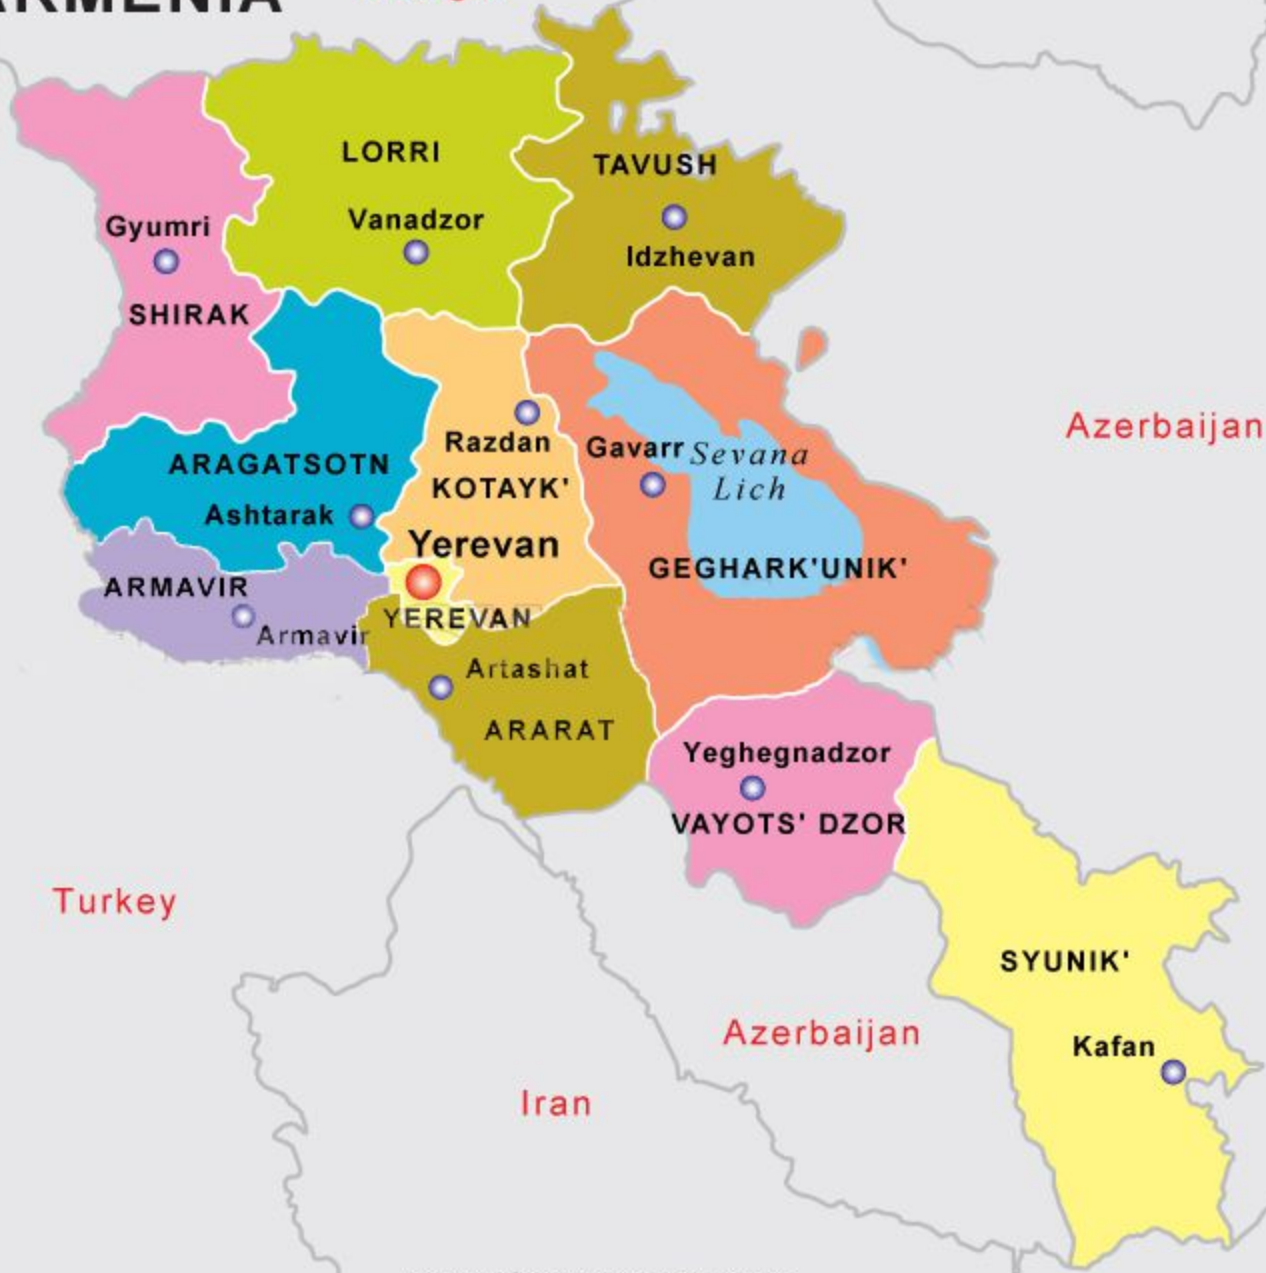 ARMENIA
LORRI
TAVUSH
Vanadzor
Gyumri
Idzhevan
SHIRAK
Azerbaijan
Razdan
Gavarr
Sevana
Lich
ARAGATSOTN
KOTAYK'
Ashtarak
Yerevan
GEGHARK'UNIK'
ARMAVIR
YEREVAN
Armavir
Artashat
ARARAT
Yeghegnadzor
VAYOTS' DZOR
Turkey
SYUNIK'
Azerbaijan
Kafan
Iran